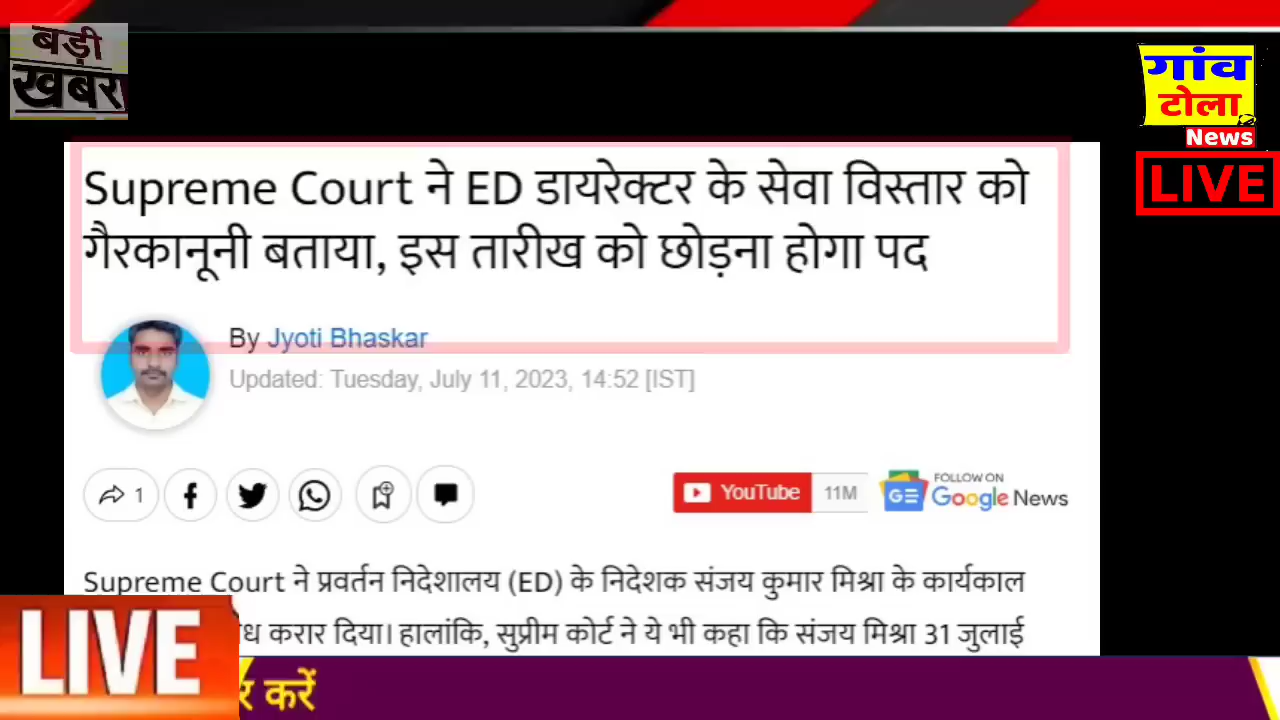 बड़ी
खबर
गांव
टोला
News
LIVE
Supreme Court ने ED डायरेक्टर के सेवा विस्तार को
गैरकानूनी बताया, इस तारीख को छोड़ना होगा पद
By Jyoti Bhaskar
Updated: Tuesday, July 11, 2023, 14:52 [IST]
1
YouTube 11M
FOLLOW ON
GE Google News
Supreme Court ने प्रवर्तन निदेशालय (ED) के निदेशक संजय कुमार मिश्रा के कार्यकाल
करार दिया। हालांकि, सुप्रीम कोर्ट ने ये भी कहा कि संजय मिश्रा 31 जुलाई
LIVE
करें